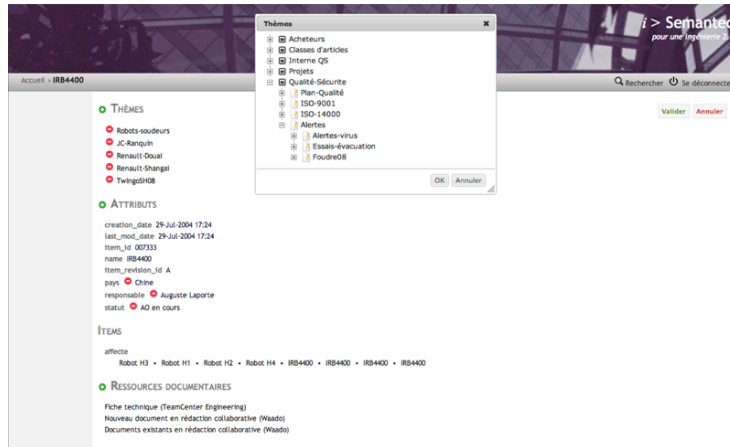 i > Semantec
pour une ingénierie 2.
Accueil » IRB4400
Rechercher
Se déconnecte
Thèmes
Acheteurs
Classes d'articles
Interne QS
Projets
Qualité-Sécurite
Plan-Qualité
ISO-9001
ISO-14000
Alertes
Alertes-virus
Essais-évacuation
Foudre08
OK Annuler
Valider Annuler
THÈMES
Robots-soudeurs
JC-Ranquin
Renault-Douai
Renault-Shangai
TwingoSH08
ATTRIBUTS
creation_date 29-Jul-2004 17:24
last_mod_date 29-Jul-2004 17:24
item_id 007333
name IRB4400
item_revision_id A
pays Chine
responsable Auguste Laporte
statut AO en cours
ITEMS
affecte
Robot H3 • Robot H1 • Robot H2 • Robot H4 • IRB4400 • IRB4400 • IRB4400 • IRB4400
RESSOURCES DOCUMENTAIRES
Fiche technique (TeamCenter Engineering)
Nouveau document en rédaction collaborative (Waado)
Documents existants en rédaction collaborative (Waado)